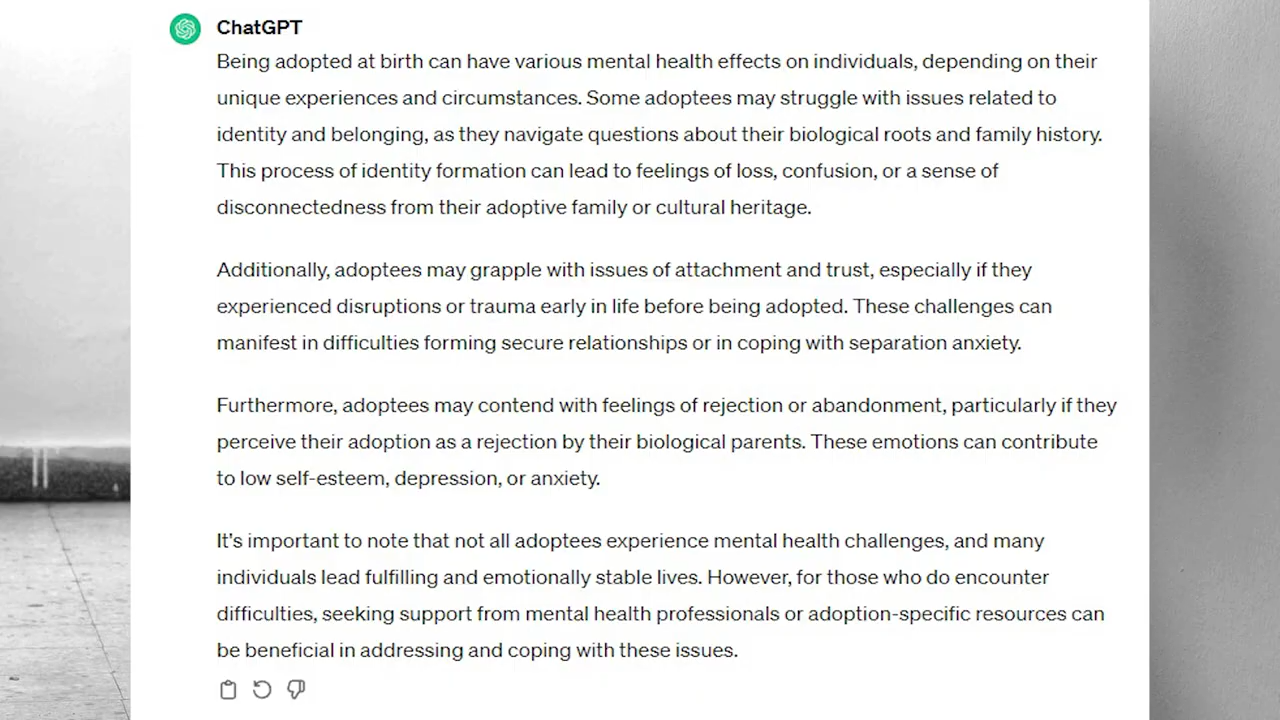 ChatGPT
Being adopted at birth can have various mental health effects on individuals, depending on their
unique experiences and circumstances. Some adoptees may struggle with issues related to
identity and belonging, as they navigate questions about their biological roots and family history.
This process of identity formation can lead to feelings of loss, confusion, or a sense of
disconnectedness from their adoptive family or cultural heritage.
Additionally, adoptees may grapple with issues of attachment and trust, especially if they
experienced disruptions or trauma early in life before being adopted. These challenges can
manifest in difficulties forming secure relationships or in coping with separation anxiety.
Furthermore, adoptees may contend with feelings of rejection or abandonment, particularly if they
perceive their adoption as a rejection by their biological parents. These emotions can contribute
to low self-esteem, depression, or anxiety.
It's important to note that not all adoptees experience mental health challenges, and many
individuals lead fulfilling and emotionally stable lives. However, for those who do encounter
difficulties, seeking support from mental health professionals or adoption-specific resources can
be beneficial in addressing and coping with these issues.